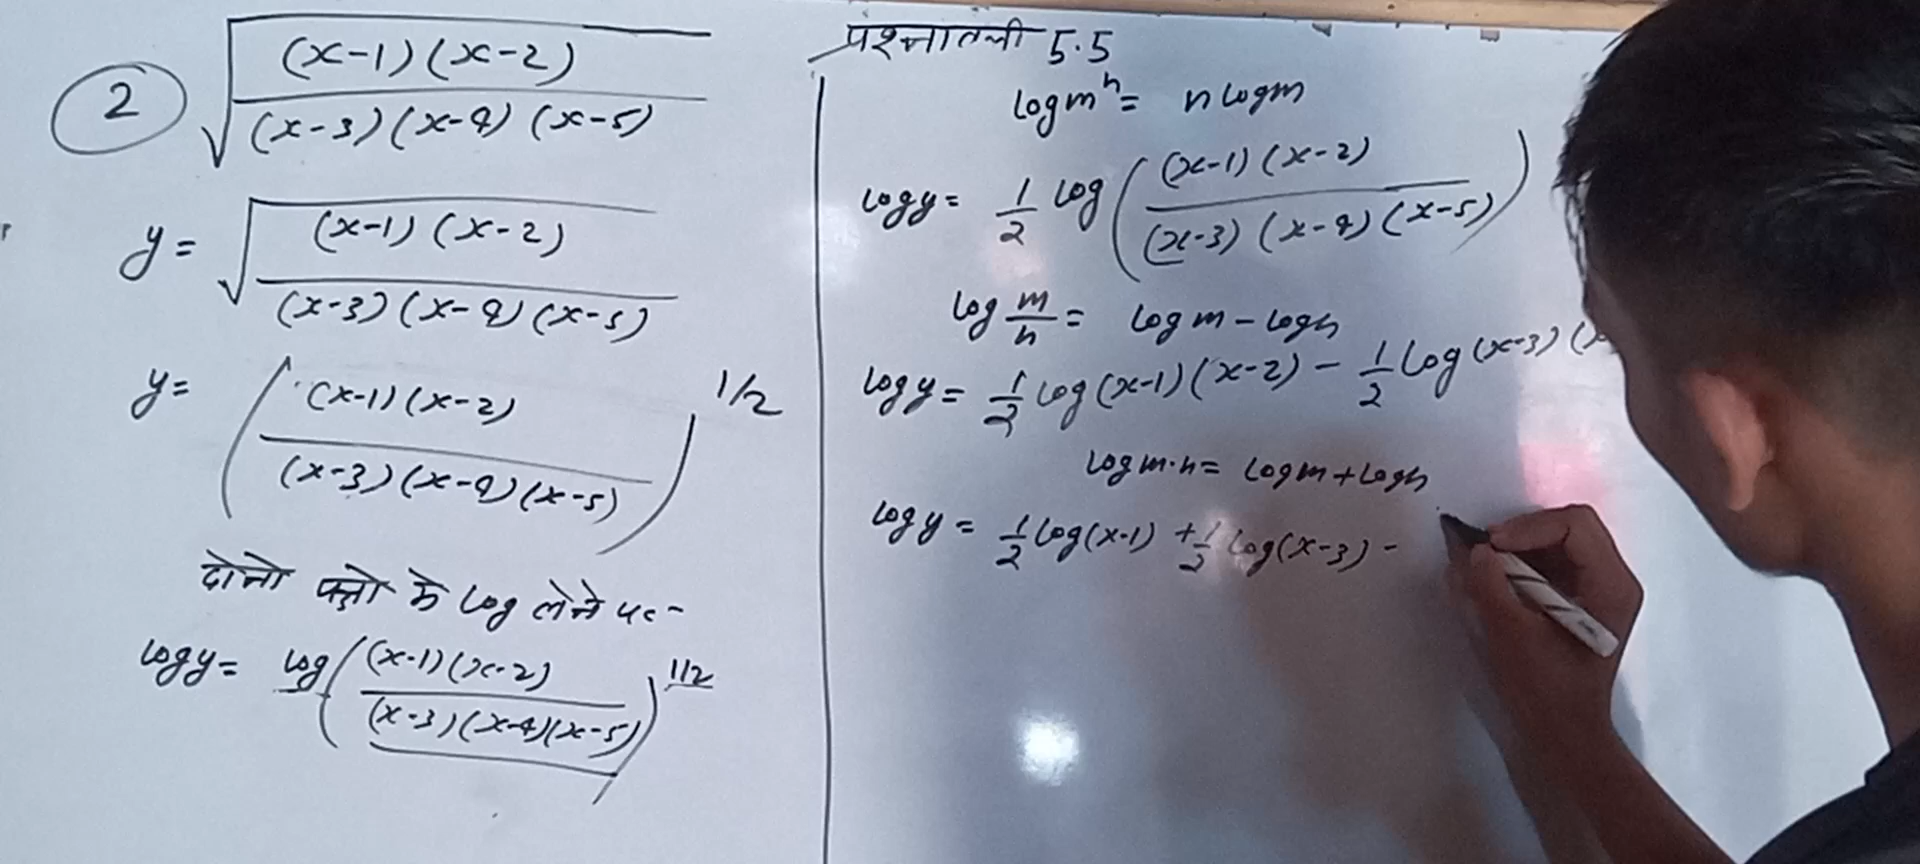 2 √((x-1)(x-2) / (x-3)(x-4)(x-5))
y = √((x-1)(x-2) / (x-3)(x-4)(x-5))
y = ((x-1)(x-2) / (x-3)(x-4)(x-5))^1/2
दोनो पक्षो के log लेने पर-
log y = log((x-1)(x-2) / (x-3)(x-4)(x-5))^1/2
प्रश्नावली 5.5
log m^n = n log m
log y = 1/2 log((x-1)(x-2) / (x-3)(x-4)(x-5))
log m/n = log m - log n
log y = 1/2 log(x-1)(x-2) - 1/2 log(x-3)(x
log m·n = log m + log n
log y = 1/2 log(x-1) + 1/2 log(x-3) -